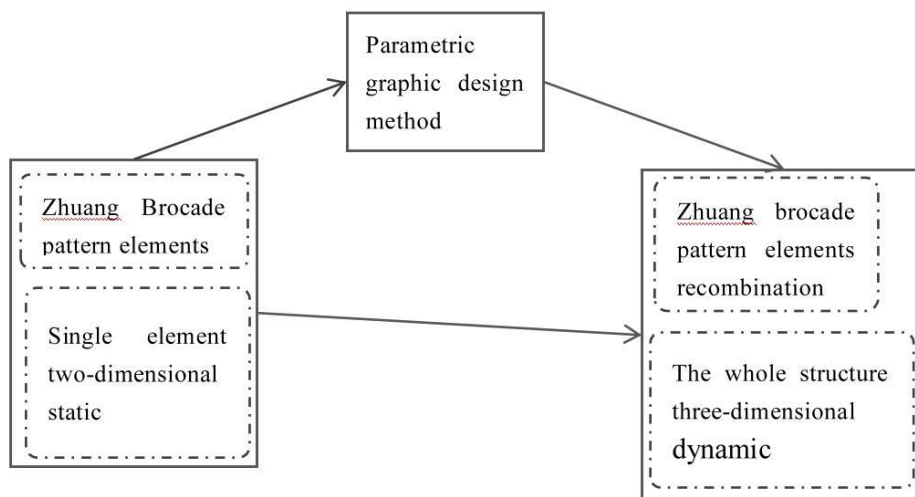 Parametric
graphic design
method
Zhuang Brocade
pattern elements
Single element
two-dimensional
static
Zhuang brocade
pattern elements
recombination
The whole structure
three-dimensional
dynamic